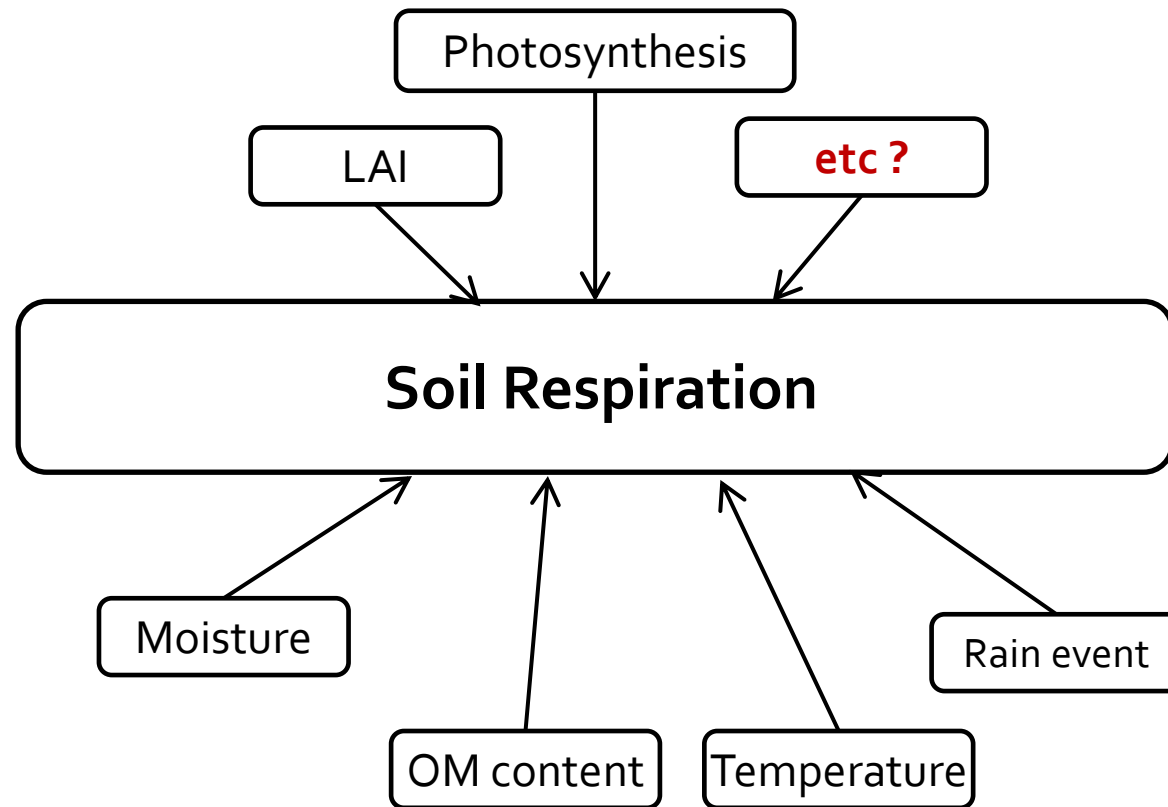 Photosynthesis
LAI
etc ?
Soil Respiration
Moisture
Rain event
OM content
Temperature